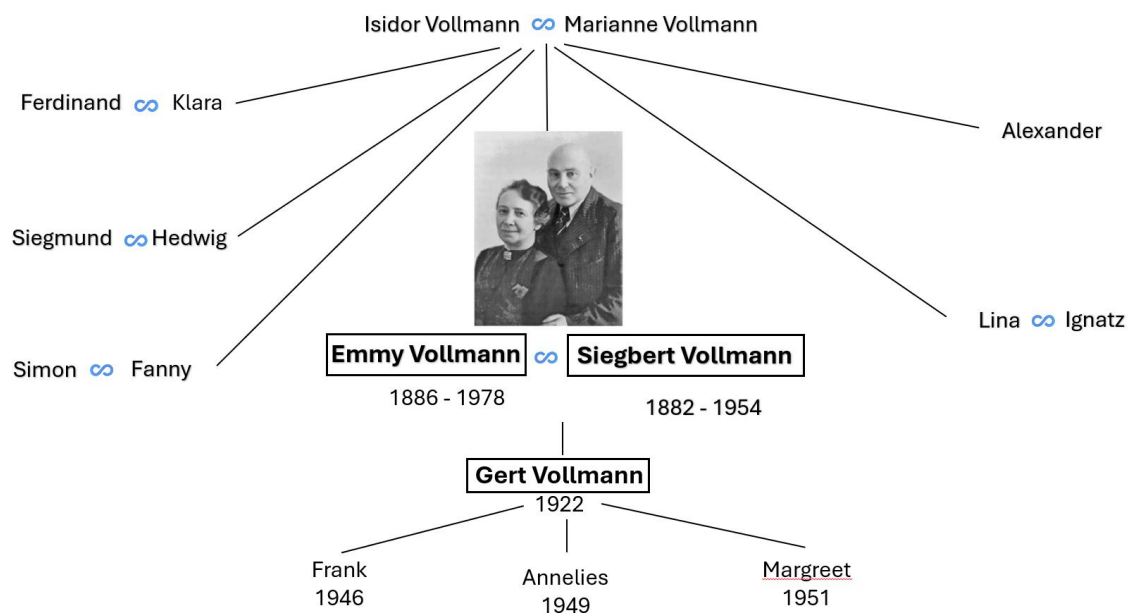 Isidor Vollmann ∞ Marianne Vollmann
Ferdinand ∞ Klara
Alexander
Siegmund ∞ Hedwig
Lina ∞ Ignatz
Simon ∞ Fanny
Emmy Vollmann ∞ Siegbert Vollmann
1886 - 1978
1882 - 1954
Gert Vollmann
1922
Frank
1946
Annelies
1949
Margreet
1951